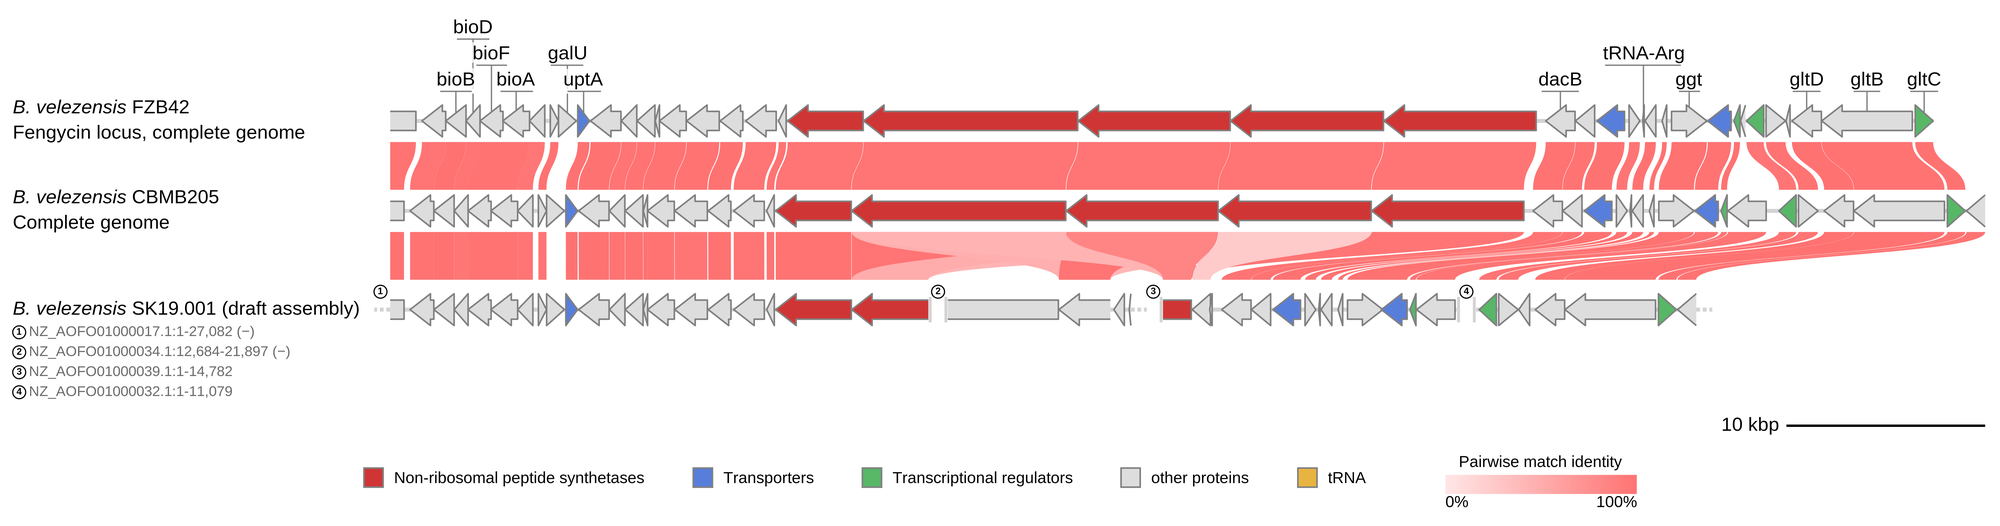 bioD
bioF galU tRNA-Arg
bioB bioA uptA dacB ggt gltD gltB gltC
B. velezensis FZB42
Fengycin locus, complete genome
B. velezensis CBMB205
Complete genome
1 2 3 4
B. velezensis SK19.001 (draft assembly)
1 NZ_AOFO01000017.1:1-27,082 (−)
2 NZ_AOFO01000034.1:12,684-21,897 (−)
3 NZ_AOFO01000039.1:1-14,782
4 NZ_AOFO01000032.1:1-11,079
10 kbp
Pairwise match identity
Non-ribosomal peptide synthetases Transporters Transcriptional regulators other proteins tRNA
0% 100%